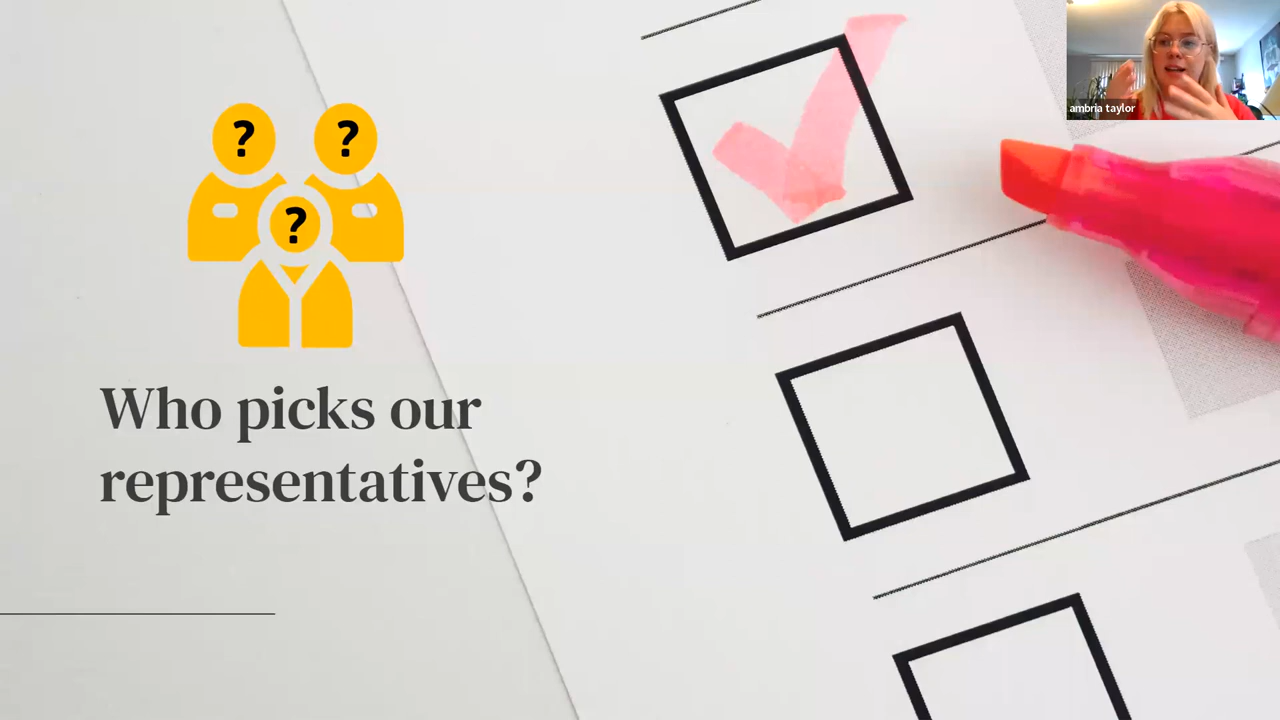 ? ?
?
Who picks our
representatives?
ambria taylor